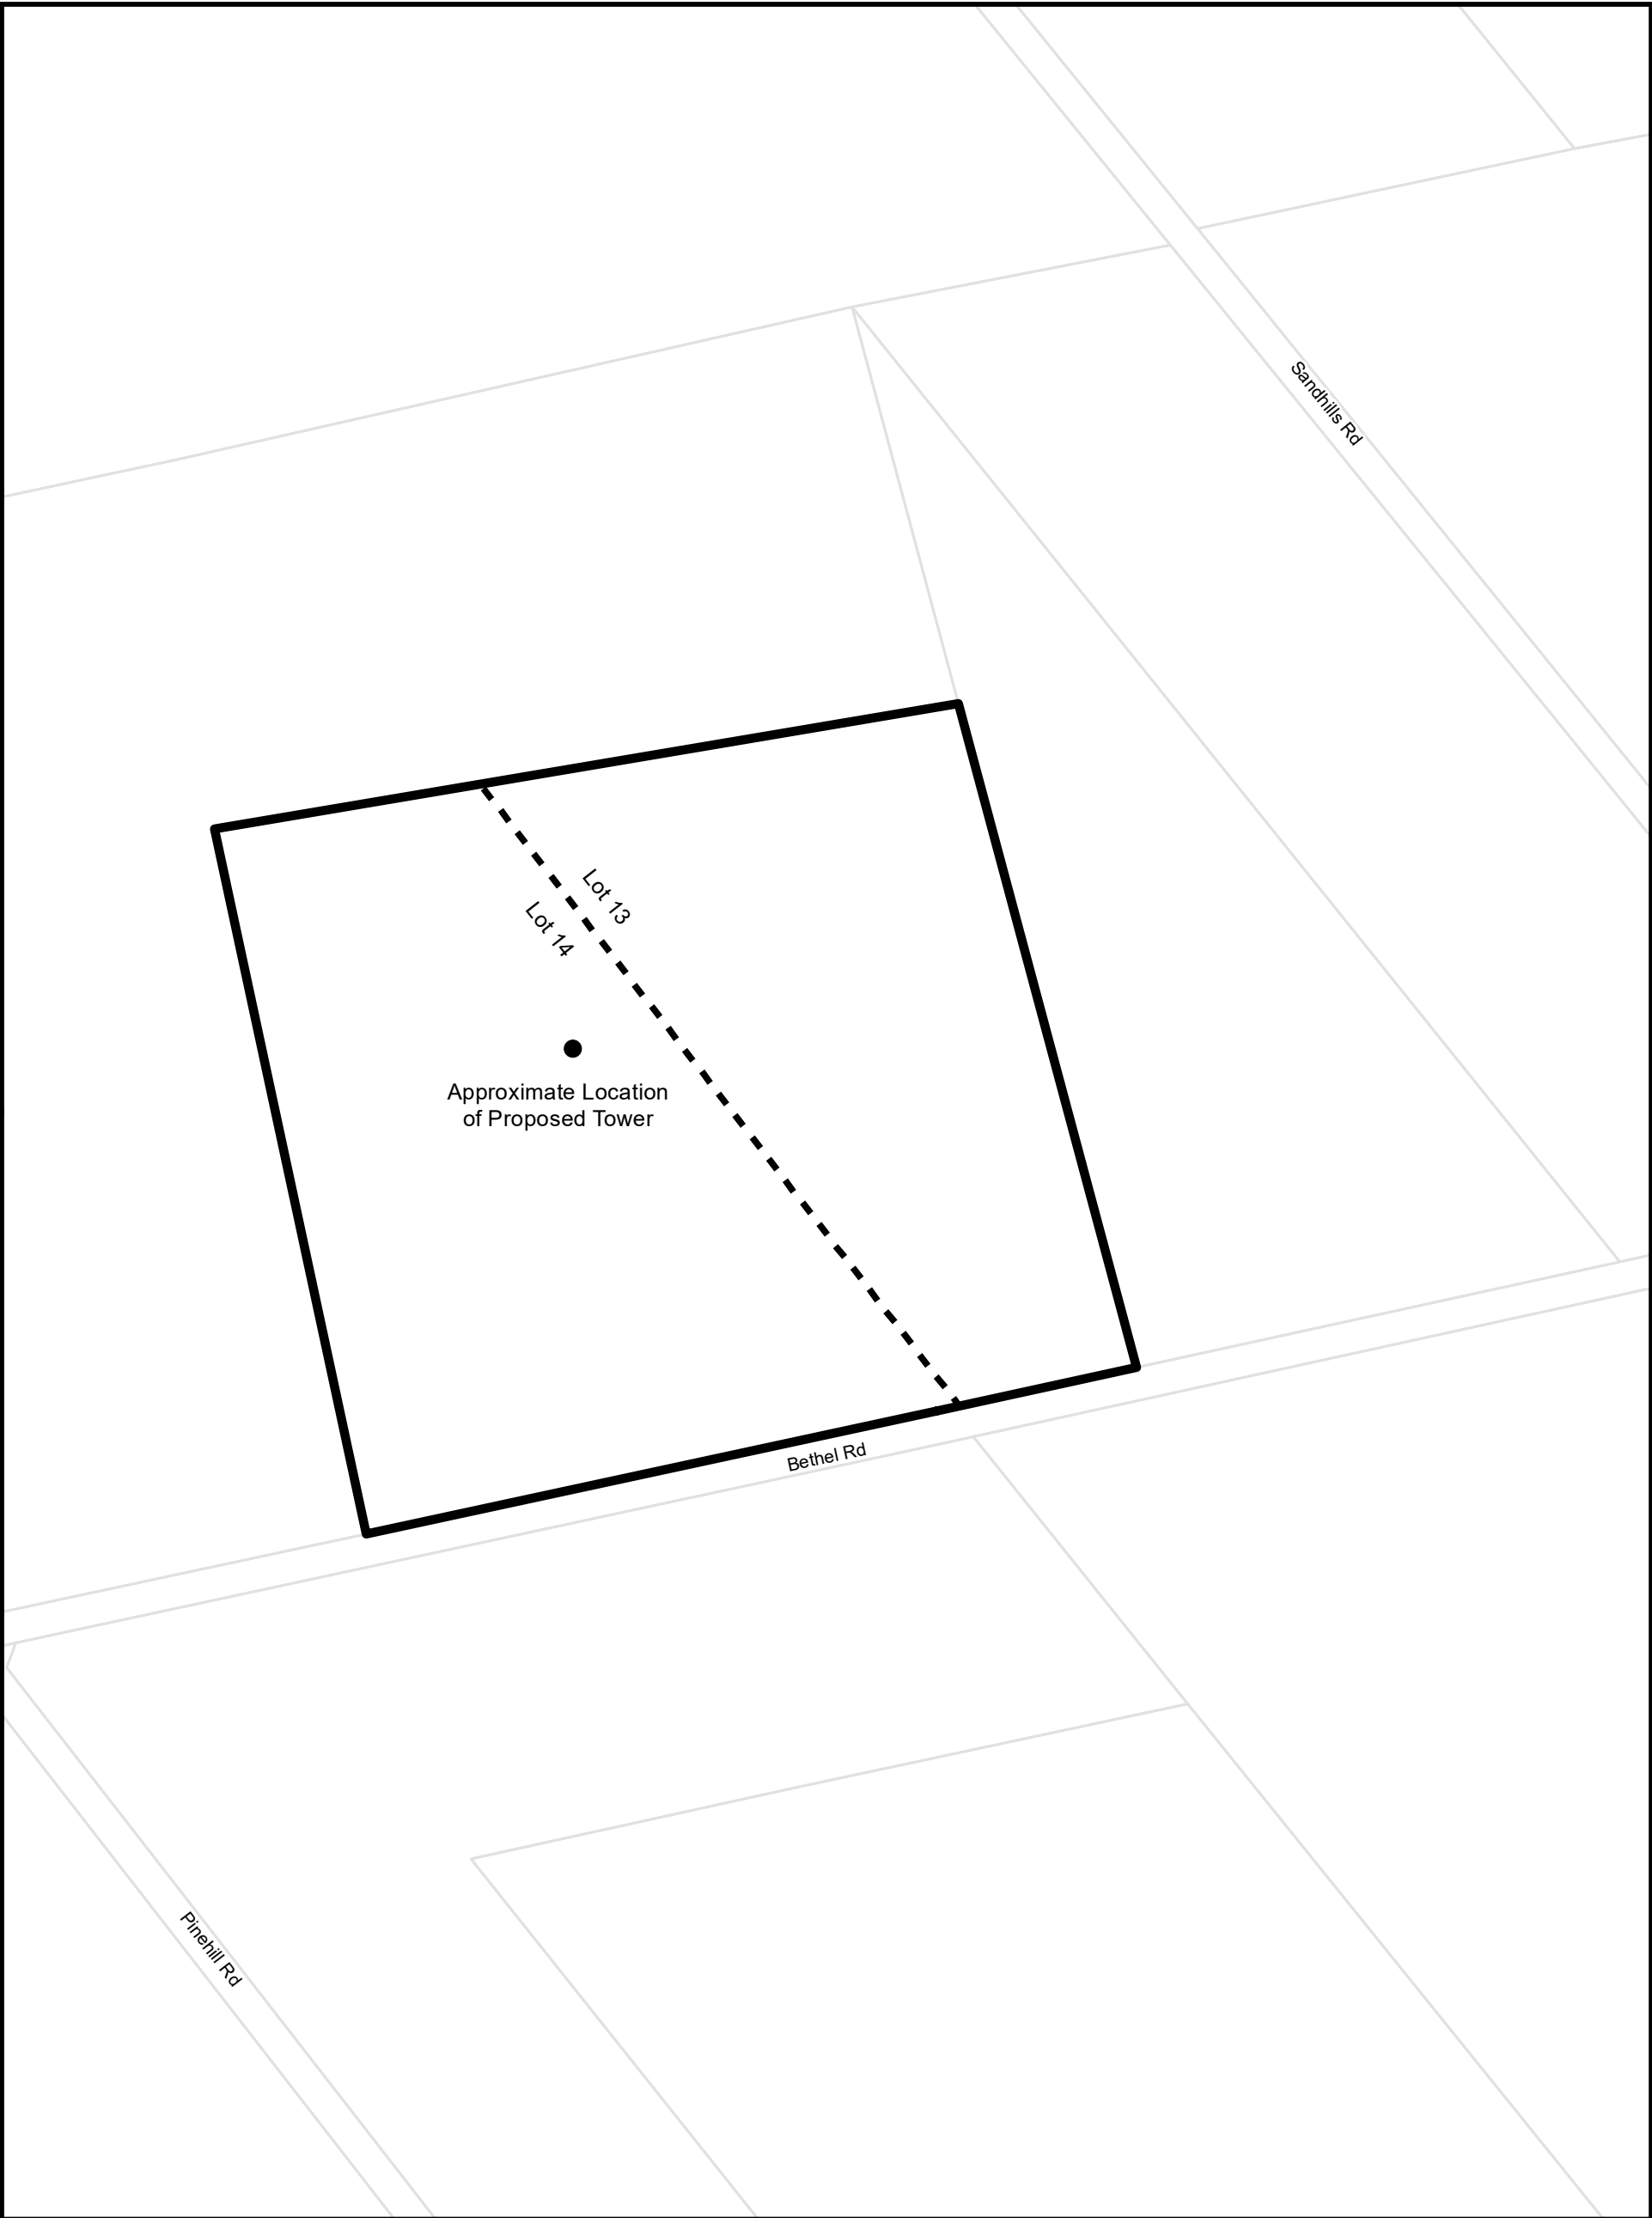 Sandhills Rd
Lot 13
Lot 14
Approximate Location
of Proposed Tower
Bethel Rd
Pinehill Rd